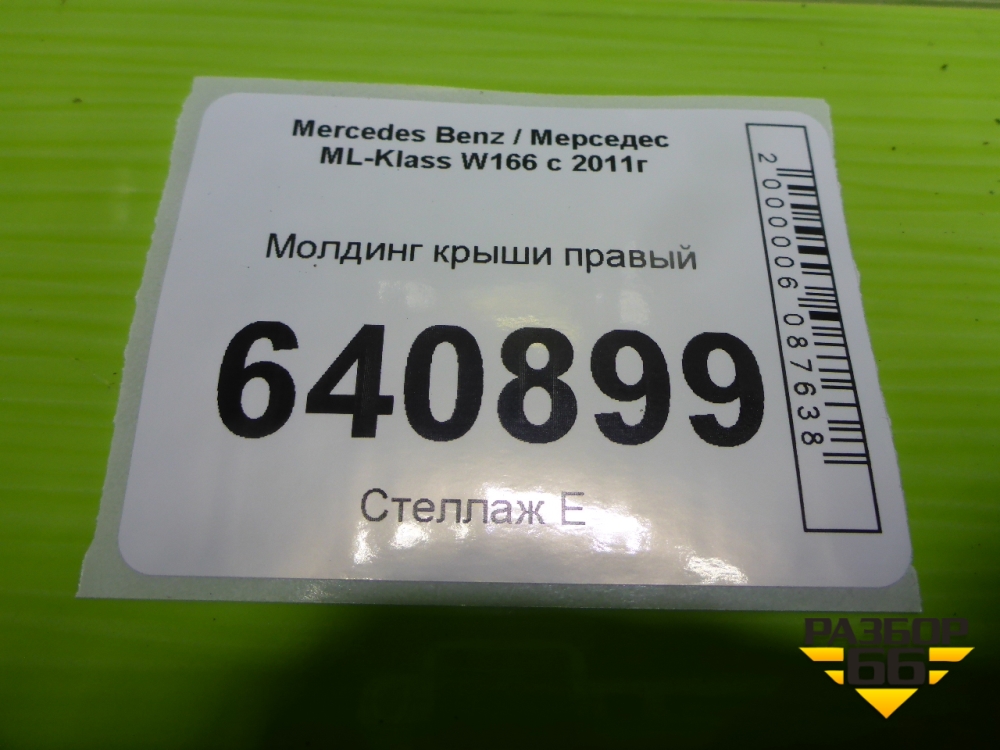 Mercedes Benz / Мерседес
ML-Klass W166 с 2011г
Молдинг крыши правый
640899
Стеллаж Е
2000006087638
РАЗБОР
66